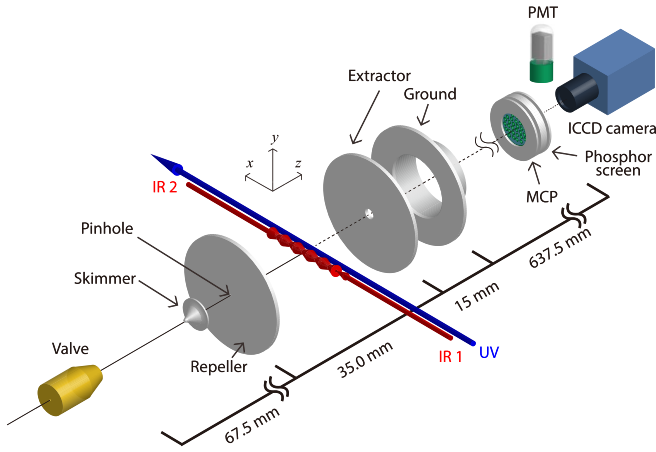 PMT
Extractor
Ground
ICCD camera
Phosphor
screen
MCP
y
x
z
IR 2
Pinhole
Skimmer
Valve
Repeller
IR 1
UV
637.5 mm
15 mm
35.0 mm
67.5 mm